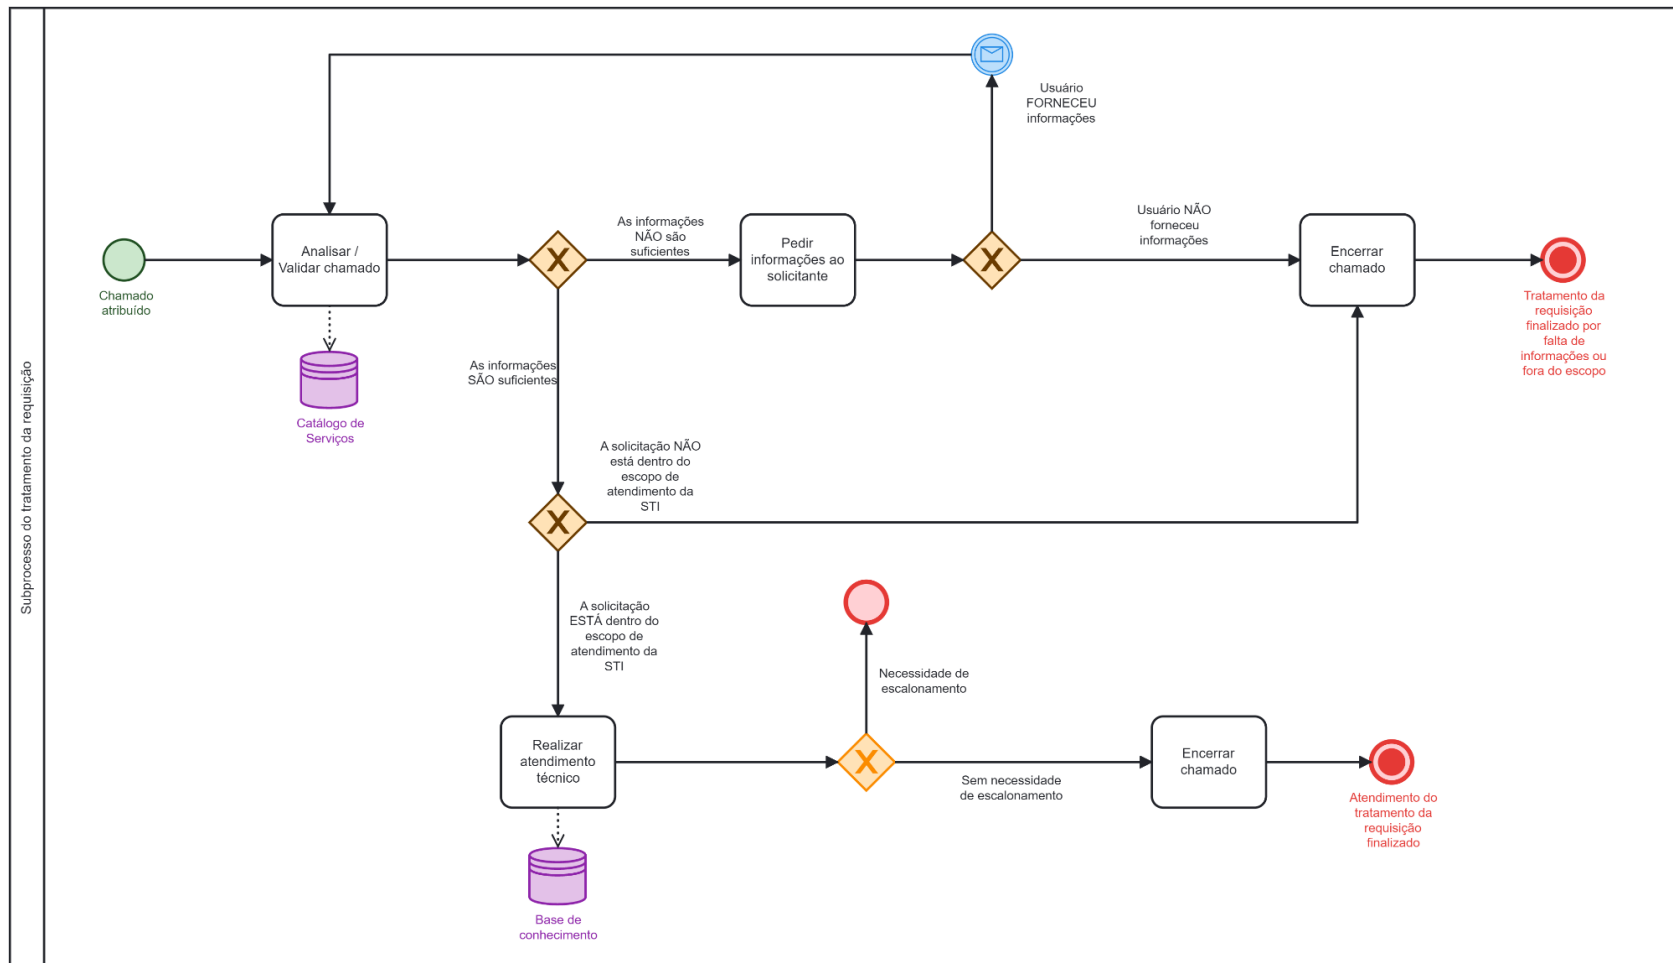 Subprocesso do tratamento da requisição
Usuário
FORNECEU
informações
Chamado
atribuído
Analisar /
Validar chamado
As informações
NÃO são
suficientes
Pedir
informações ao
solicitante
Usuário NÃO
forneceu
informações
Encerrar
chamado
Tratamento da
requisição
finalizado por
falta de
informações ou
fora do escopo
Catálogo de
Serviços
As informações
SÃO suficientes
A solicitação NÃO
está dentro do
escopo de
atendimento da
STI
A solicitação
ESTÁ dentro do
escopo de
atendimento da
STI
Necessidade de
escalonamento
Realizar
atendimento
técnico
Sem necessidade
de escalonamento
Encerrar
chamado
Atendimento do
tratamento da
requisição
finalizado
Base de
conhecimento